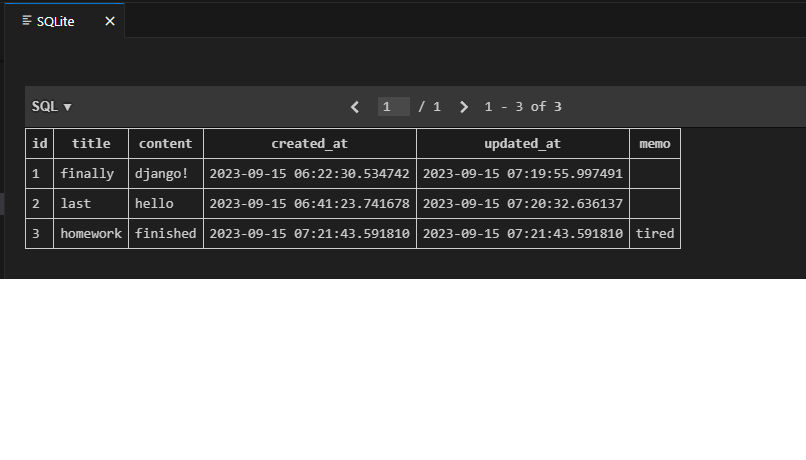 SQLite
SQL 1 / 1 1 - 3 of 3
id title content created_at updated_at memo
1 finally django! 2023-09-15 06:22:30.534742 2023-09-15 07:19:55.997491
2 last hello 2023-09-15 06:41:23.741678 2023-09-15 07:20:32.636137
3 homework finished 2023-09-15 07:21:43.591810 2023-09-15 07:21:43.591810 tired